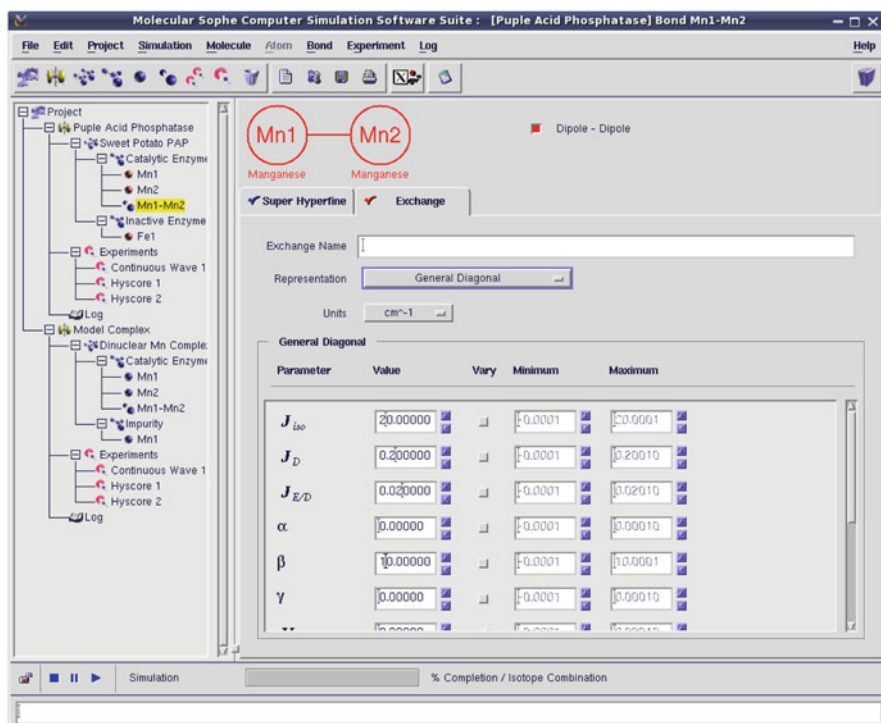 Molecular Sophe Computer Simulation Software Suite : [Puple Acid Phosphatase] Bond Mn1-Mn2
File Edit Project Simulation Molecule Atom Bond Experiment Log Help
Project
Puple Acid Phosphatase
Sweet Potato PAP
Catalytic Enzyme
Mn1
Mn2
Mn1-Mn2
Inactive Enzyme
Fe1
Experiments
Continuous Wave 1
Hyscore 1
Hyscore 2
Log
Model Complex
Dinuclear Mn Comple
Catalytic Enzyme
Mn1
Mn2
Mn1-Mn2
Impurity
Mn1
Experiments
Continuous Wave 1
Hyscore 1
Hyscore 2
Log
Mn1 Mn2
Manganese Manganese
Dipole - Dipole
Super Hyperfine Exchange
Exchange Name
Representation General Diagonal
Units cm^-1
General Diagonal
Parameter Value Vary Minimum Maximum
J iso 20.00000 -0.0001 20.0001
J D 0.200000 -0.0001 0.20010
J E/D 0.020000 -0.0001 0.02010
α 0.00000 -0.0001 0.00010
β 10.00000 -0.0001 10.0001
γ 0.00000 -0.0001 0.00010
Simulation % Completion / Isotope Combination